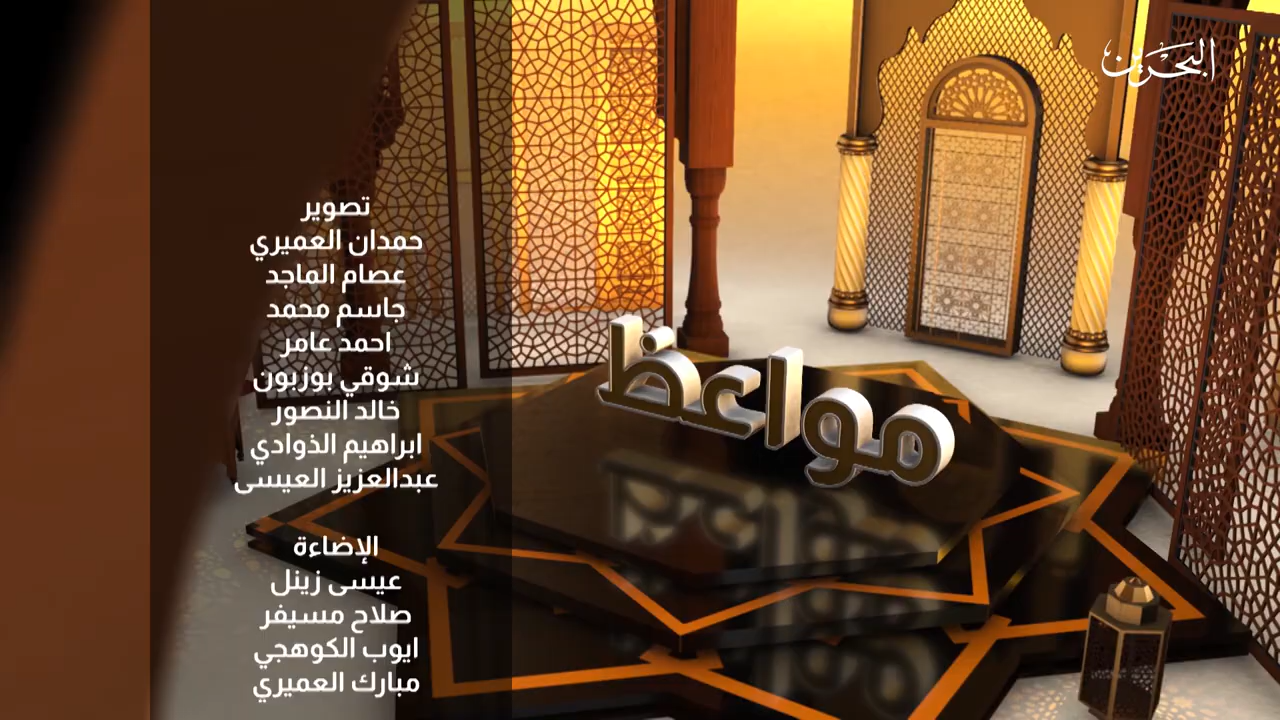 البحرين
تصوير
حمدان العميري
عصام الماجد
جاسم محمد
احمد عامر
شوقي بوزبون
خالد النصور
ابراهيم الذوادي
عبدالعزيز العيسى
الإضاءة
عيسى زينل
صلاح مسيفر
ايوب الكوهجي
مبارك العميري
مواعظ